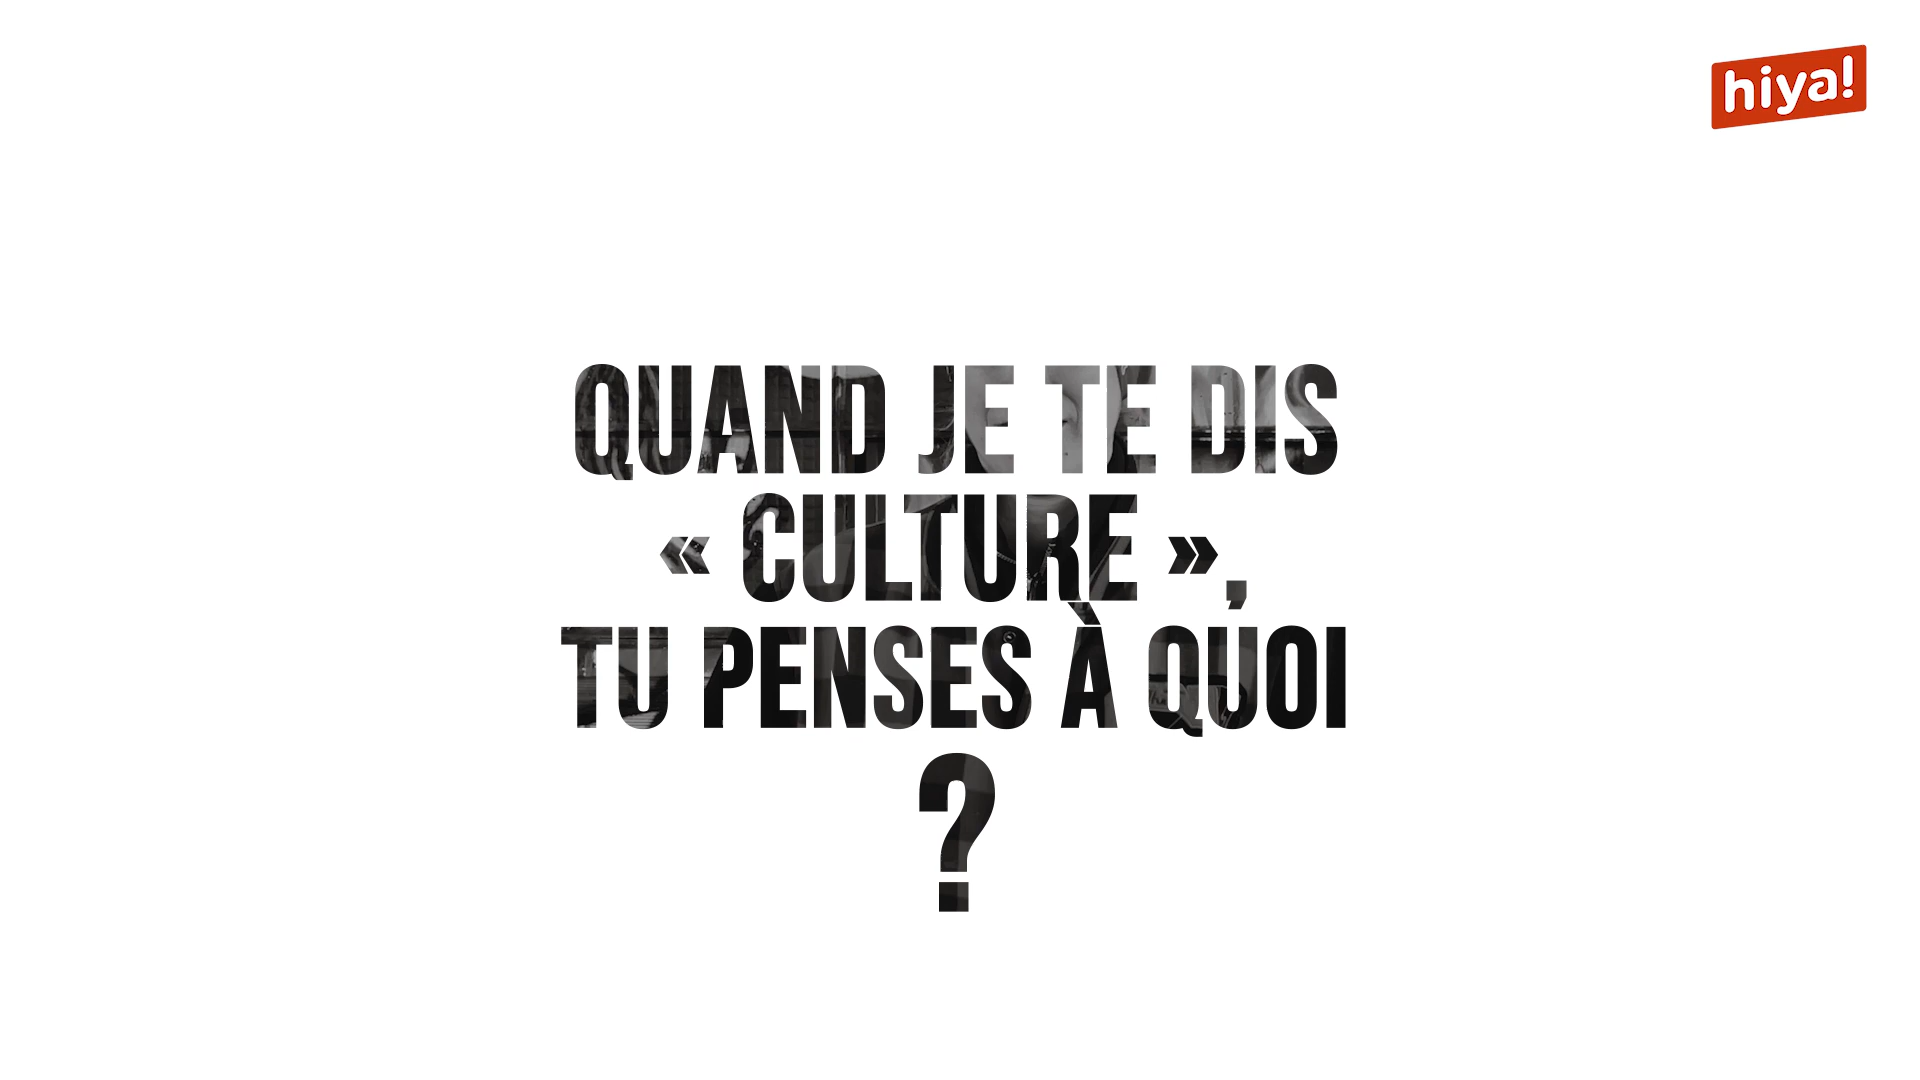 hiya!
QUAND JE TE DIS
« CULTURE »,
TU PENSES À QUOI
?